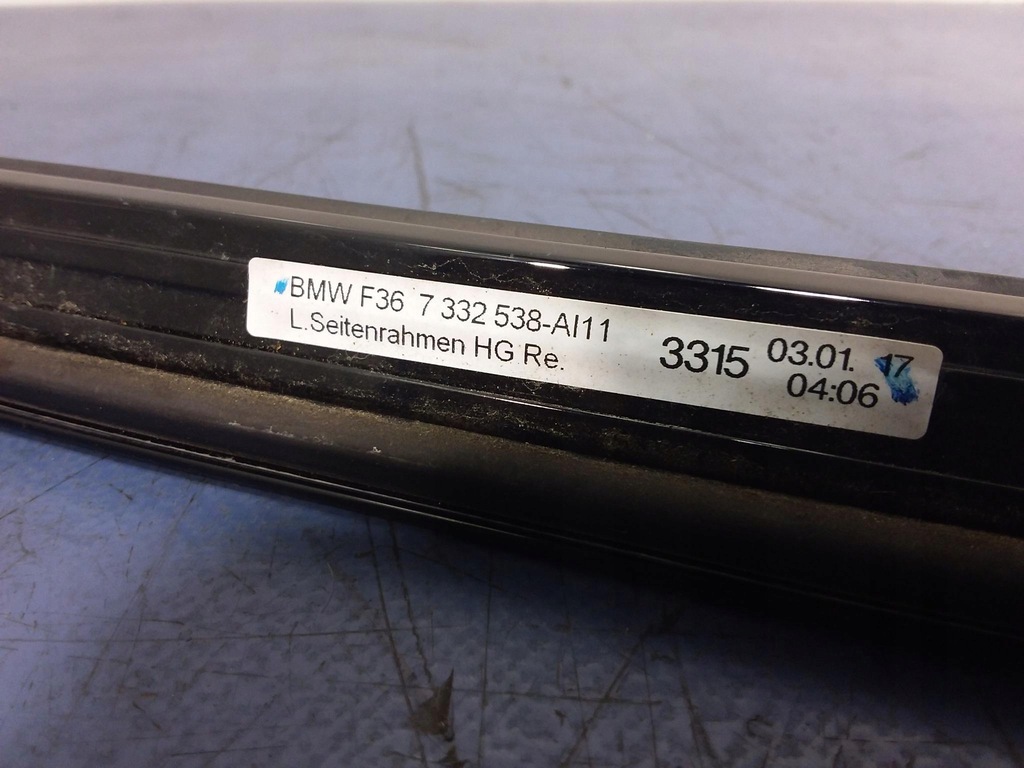 BMW F36 7 332 538-AI11
L.Seitenrahmen HG Re.
3315
03.01. 17
04:06